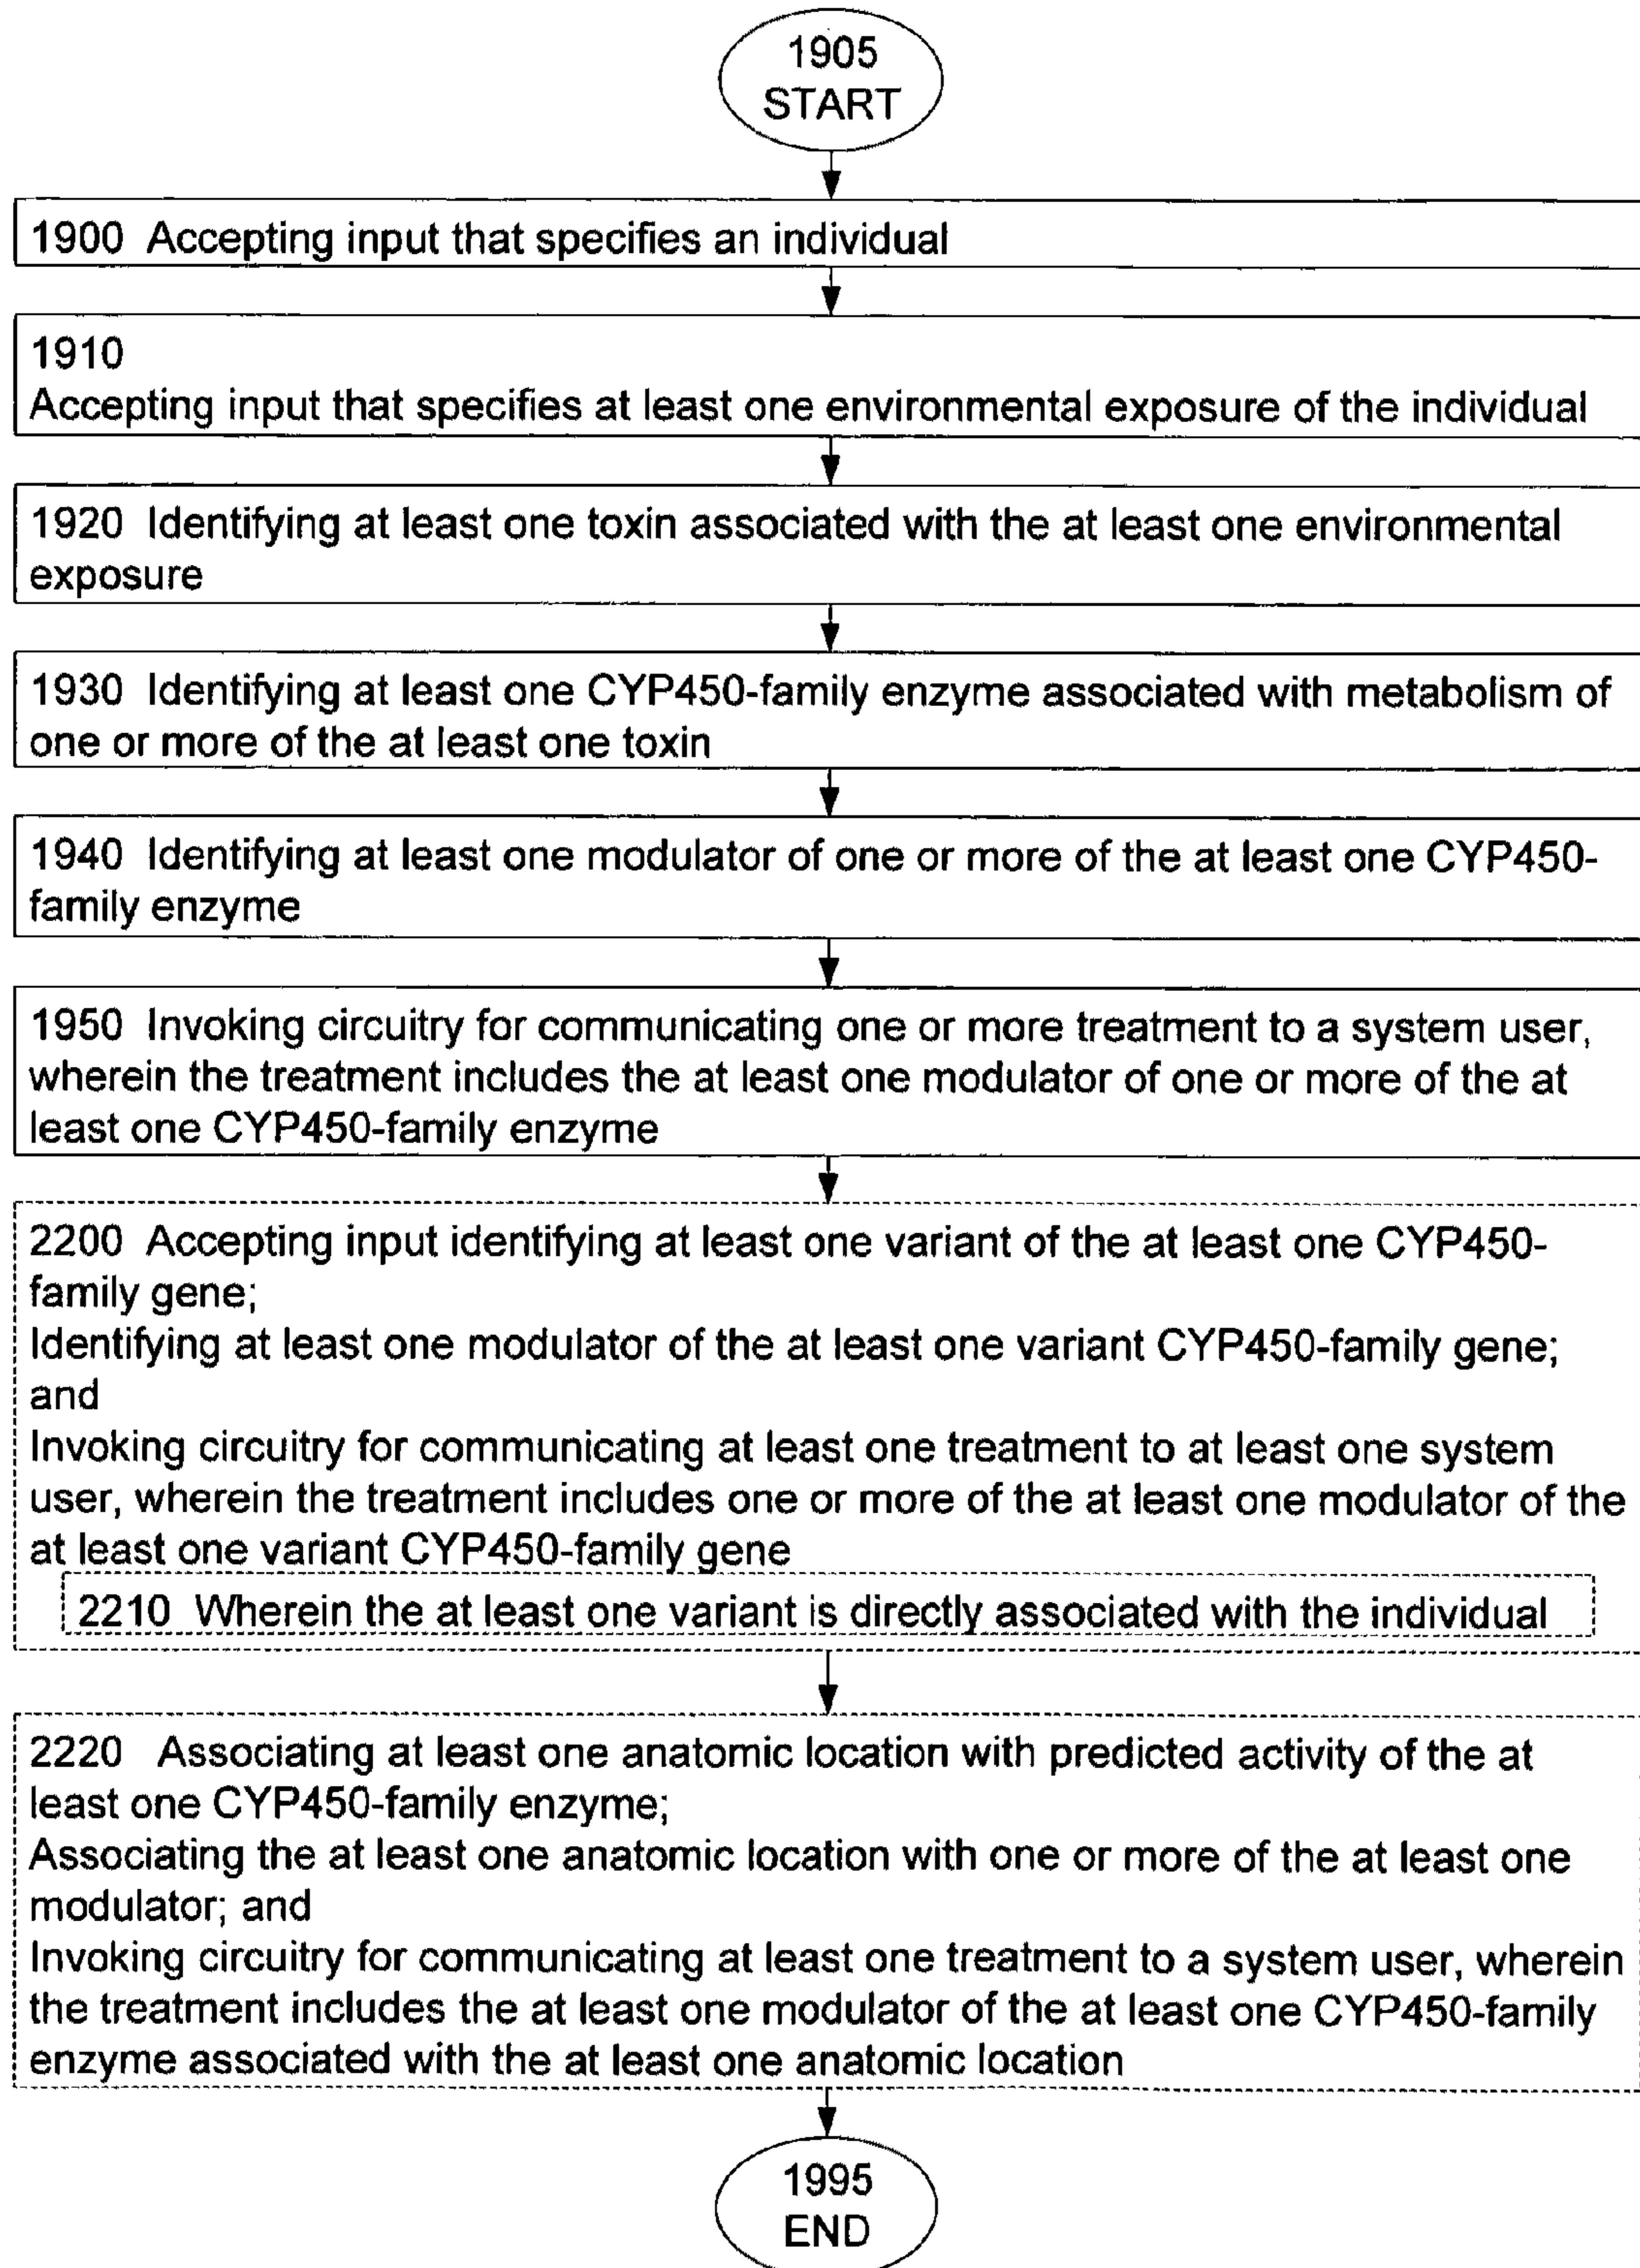 1905
START
1900 Accepting input that specifies an individual
1910
Accepting input that specifies at least one environmental exposure of the individual
1920 Identifying at least one toxin associated with the at least one environmental
exposure
1930 Identifying at least one CYP450-family enzyme associated with metabolism of
one or more of the at least one toxin
1940 Identifying at least one modulator of one or more of the at least one CYP450-
family enzyme
1950 Invoking circuitry for communicating one or more treatment to a system user,
wherein the treatment includes the at least one modulator of one or more of the at
least one CYP450-family enzyme
2200 Accepting input identifying at least one variant of the at least one CYP450-
family gene;
Identifying at least one modulator of the at least one variant CYP450-family gene;
and
Invoking circuitry for communicating at least one treatment to at least one system
user, wherein the treatment includes one or more of the at least one modulator of the
at least one variant CYP450-family gene
2210 Wherein the at least one variant is directly associated with the individual
2220 Associating at least one anatomic location with predicted activity of the at
least one CYP450-family enzyme;
Associating the at least one anatomic location with one or more of the at least one
modulator; and
Invoking circuitry for communicating at least one treatment to a system user, wherein
the treatment includes the at least one modulator of the at least one CYP450-family
enzyme associated with the at least one anatomic location
1995
END